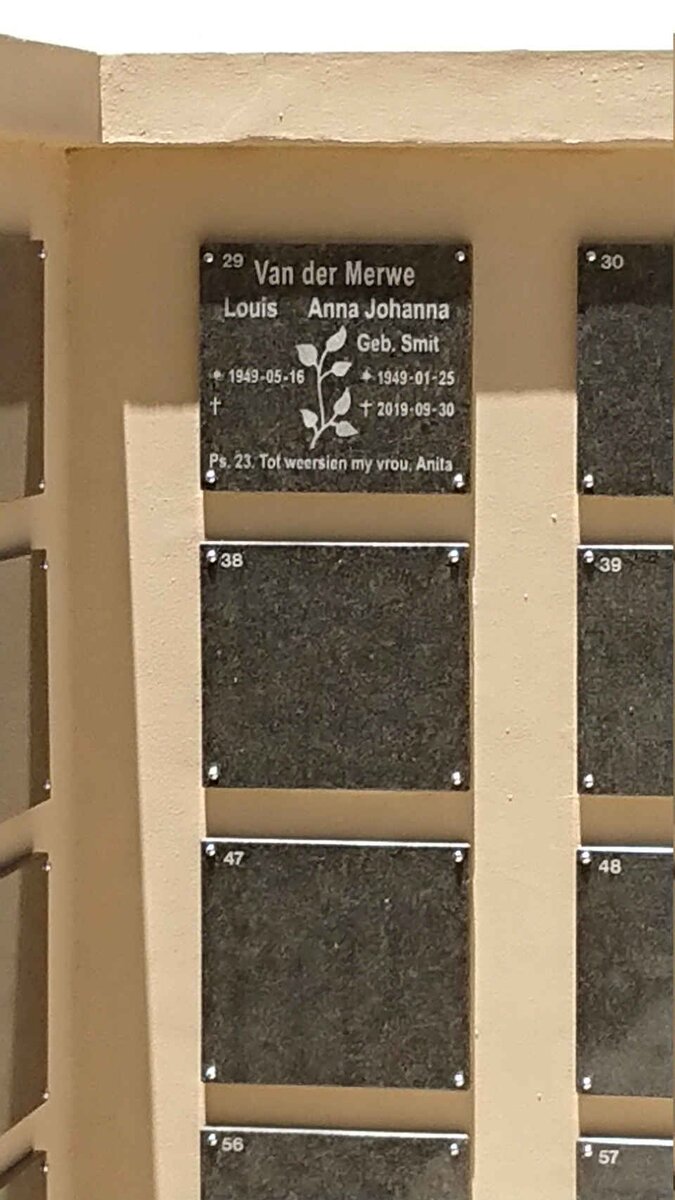 29
Van der Merwe
Louis Anna Johanna
Geb. Smit
* 1949-05-16 * 1949-01-25
† † 2019-09-30
Ps. 23. Tot weersien my vrou, Anita
30
38
39
47
48
56
57